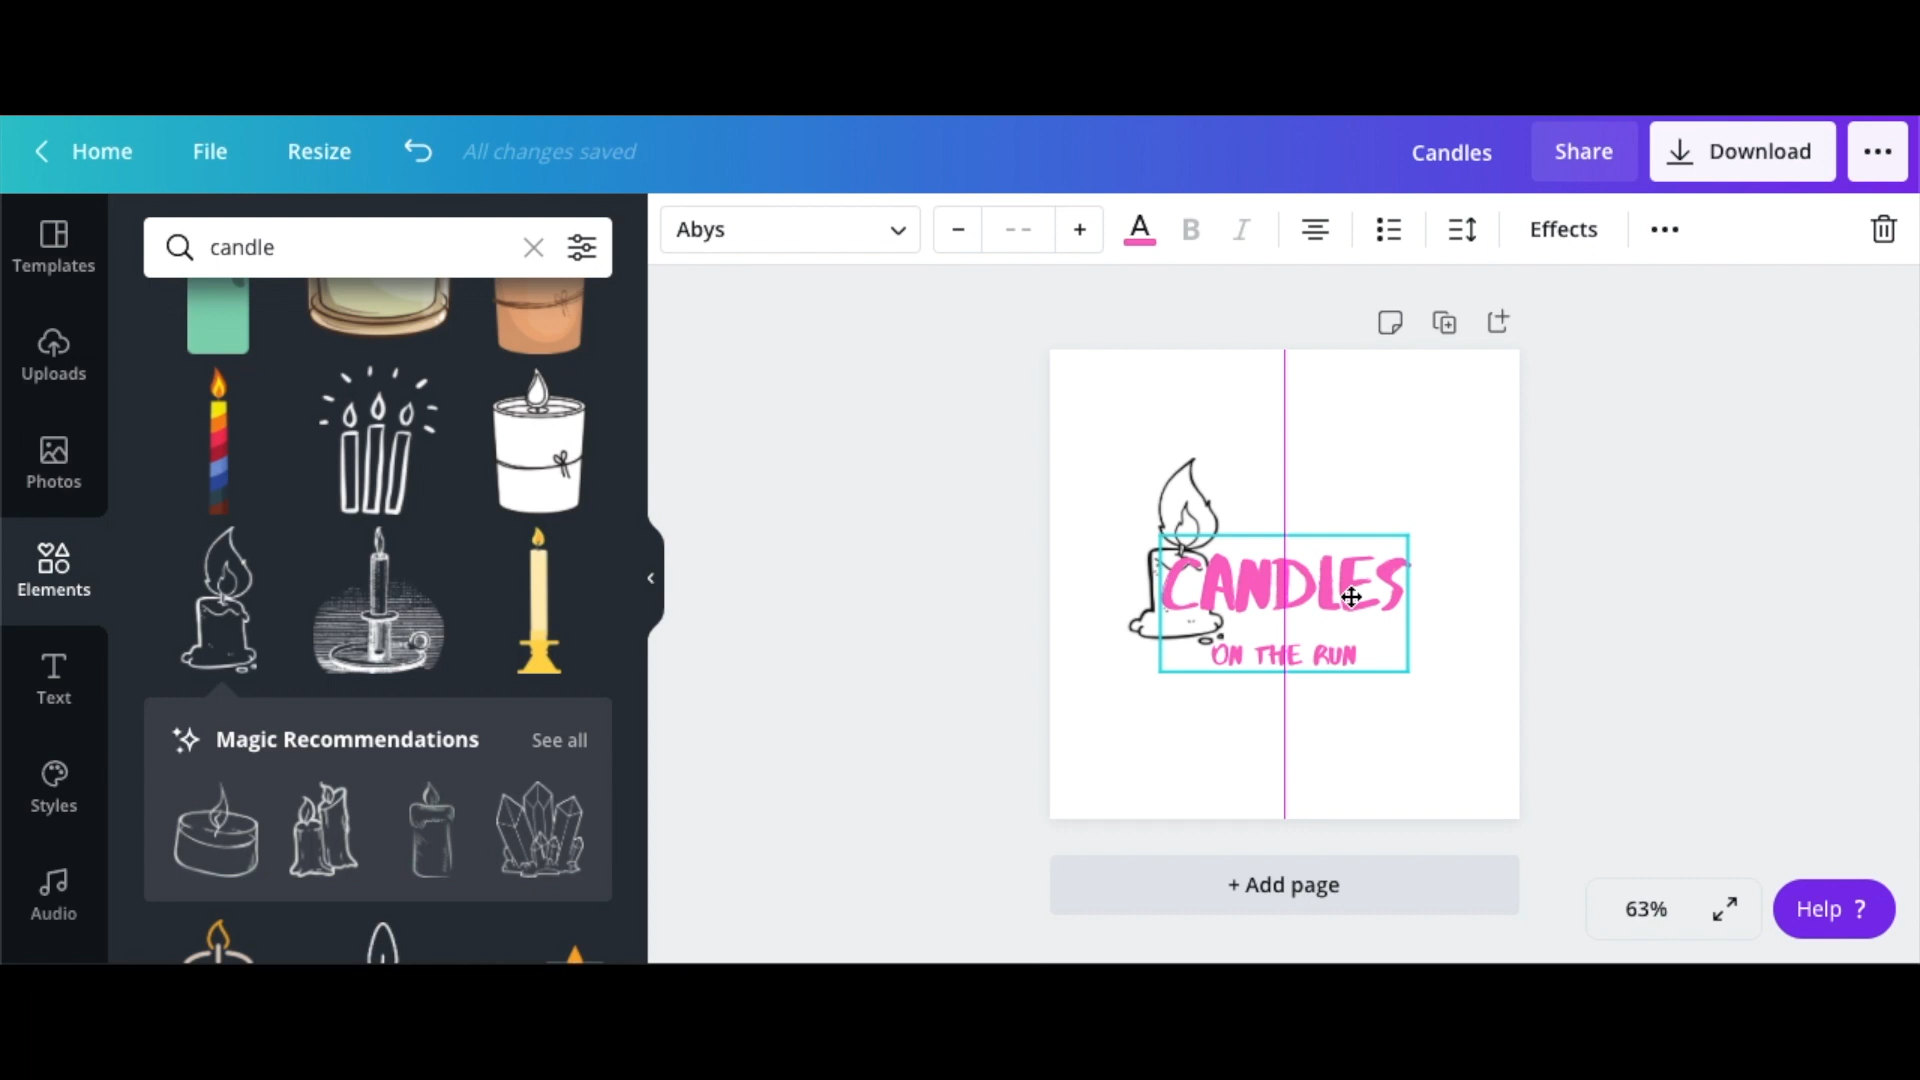 Home File Resize All changes saved Candles Share Download
candle
Abys -- A B I Effects
Templates
Uploads
Photos
Elements
Text
Styles
Audio
Magic Recommendations See all
CANDLES
ON THE RUN
+ Add page
63% Help ?